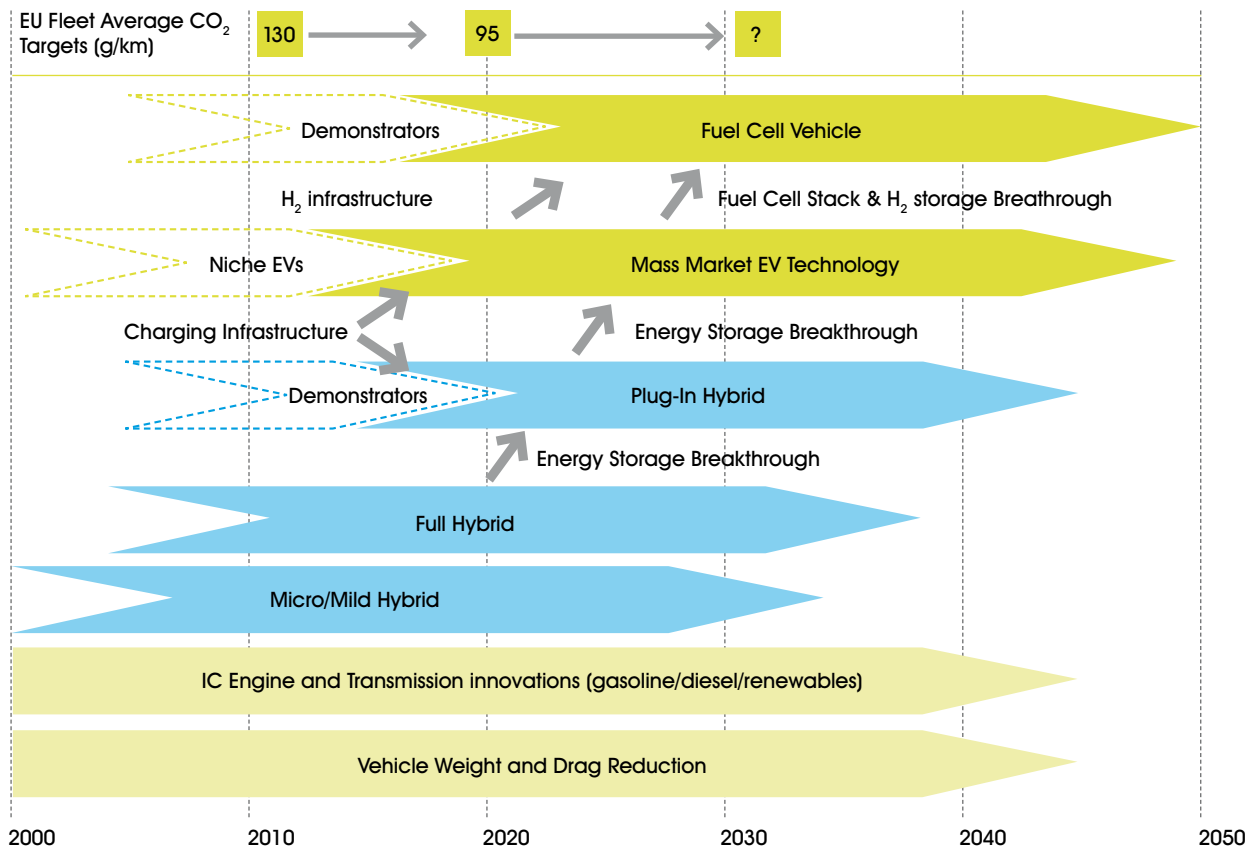 EU Fleet Average CO2
Targets (g/km)
130
95
?
Demonstrators
Fuel Cell Vehicle
H2 infrastructure
Fuel Cell Stack & H2 storage Breathrough
Niche EVs
Mass Market EV Technology
Charging Infrastructure
Energy Storage Breakthrough
Demonstrators
Plug-In Hybrid
Energy Storage Breakthrough
Full Hybrid
Micro/Mild Hybrid
IC Engine and Transmission innovations (gasoline/diesel/renewables)
Vehicle Weight and Drag Reduction
2000
2010
2020
2030
2040
2050